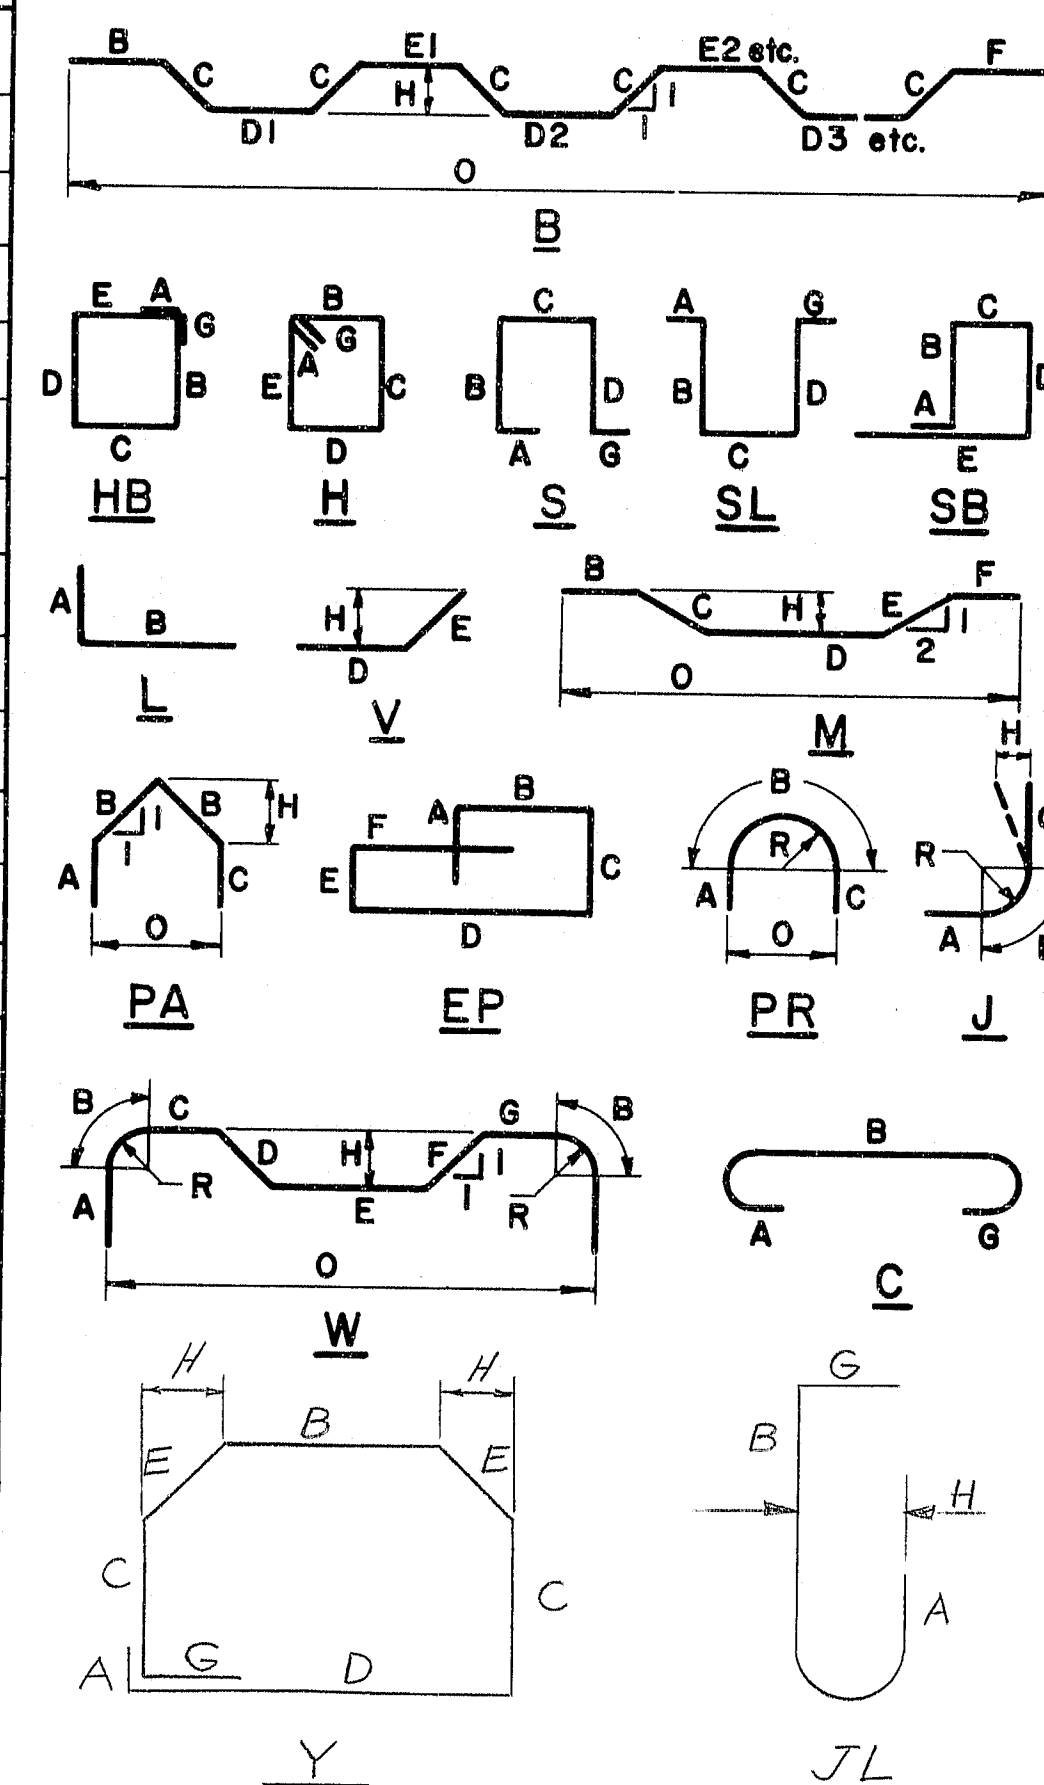 B C C E1 H C C 1 1 E2 etc. C C F
D1 D2 D3 etc.
O
B
E A G D B C
B G A E C D
C B D A G
A G B D C
C B A E
HB H S SL SB
A B
H E D
B C H E 1 2 F D
O
L V M
B B 1 1 H A C O
B A F E C D
B R A C O
H R A
PA EP PR J
B C D H F G B
A R E 1 1 R
O
B
A G
W C
H H
B
E E
C C
A G D
G
B
H
A
Y JL